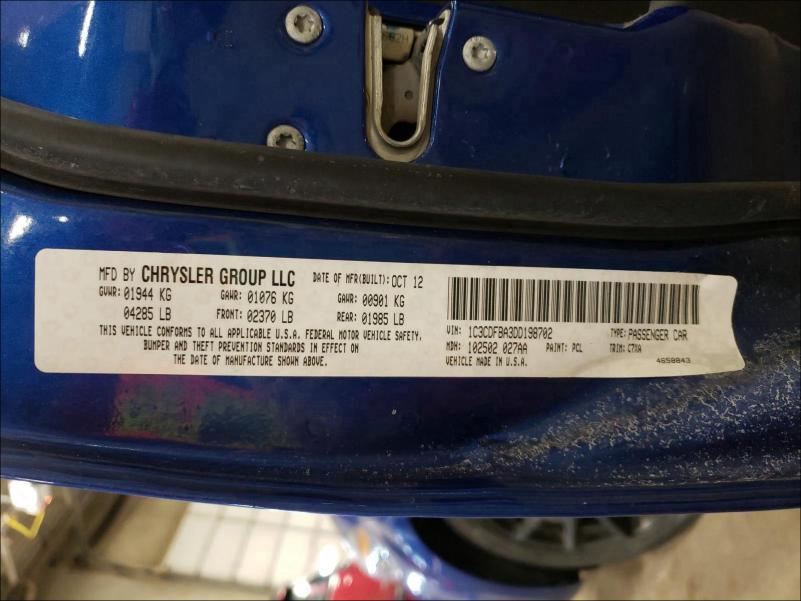 MFD BY CHRYSLER GROUP LLC DATE OF MFR(BUILT): OCT 12
GVWR: 01944 KG GAWR: 01076 KG GAWR: 00901 KG
04285 LB FRONT: 02370 LB REAR: 01985 LB
THIS VEHICLE CONFORMS TO ALL APPLICABLE U.S.A. FEDERAL MOTOR VEHICLE SAFETY,
BUMPER AND THEFT PREVENTION STANDARDS IN EFFECT ON
THE DATE OF MANUFACTURE SHOWN ABOVE.
VIN: 1C3CDFBA3DD198702 TYPE: PASSENGER CAR
MDH: 102502 027AA PAINT: PCL TRIM: C7XA
VEHICLE MADE IN U.S.A. 4658843